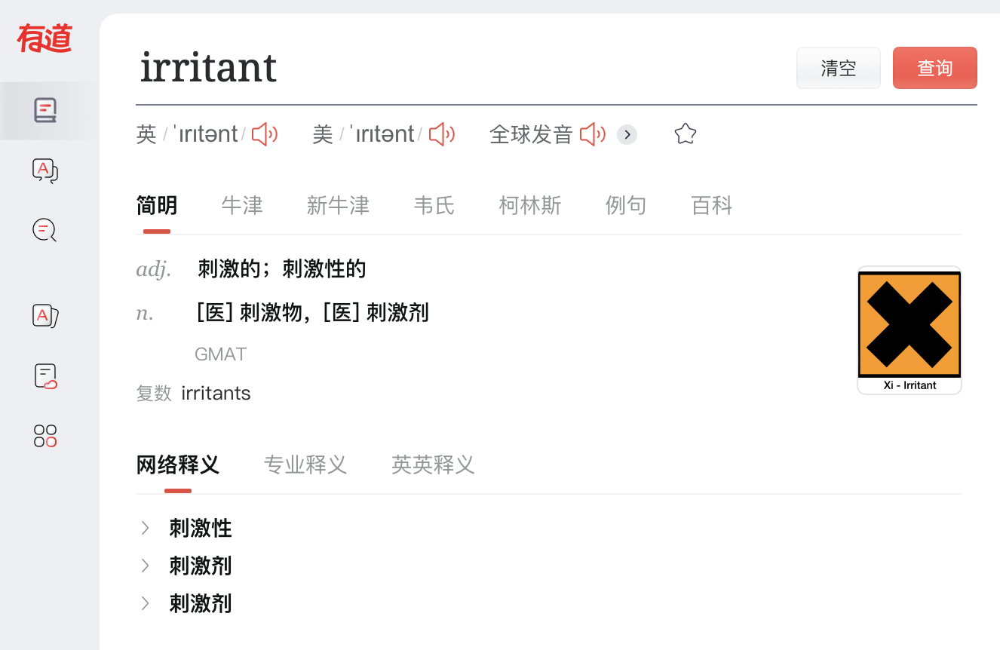 有道
irritant
清空
查询
英 / ˈɪrɪtənt / 美 / ˈɪrɪtənt / 全球发音
简明 牛津 新牛津 韦氏 柯林斯 例句 百科
adj. 刺激的；刺激性的
n. [医] 刺激物，[医] 刺激剂
GMAT
复数 irritants
Xi - Irritant
网络释义 专业释义 英英释义
刺激性
刺激剂
刺激剂